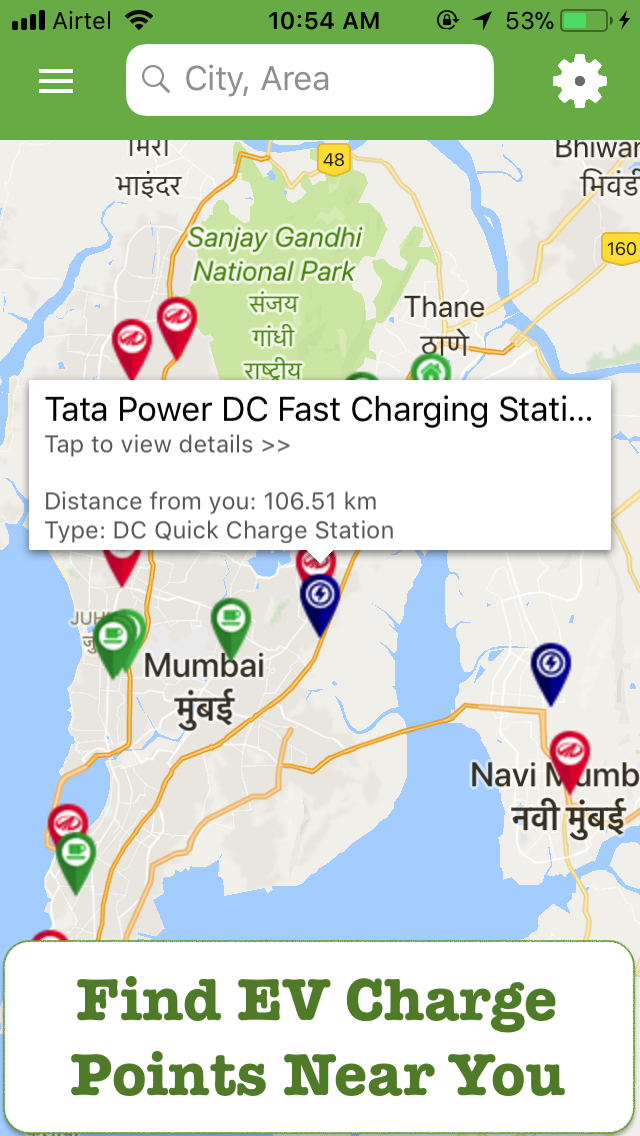 Airtel 10:54 AM 53%
City, Area
मिरा
भाइंदर
48
Bhiwan
भिवंडी
160
Sanjay Gandhi
National Park
संजय
गांधी
राष्ट्रीय
Thane
ठाणे
Tata Power DC Fast Charging Stati...
Tap to view details >>
Distance from you: 106.51 km
Type: DC Quick Charge Station
JUH
जु
Mumbai
मुंबई
Navi Mumb
नवी मुंबई
Find EV Charge
Points Near You